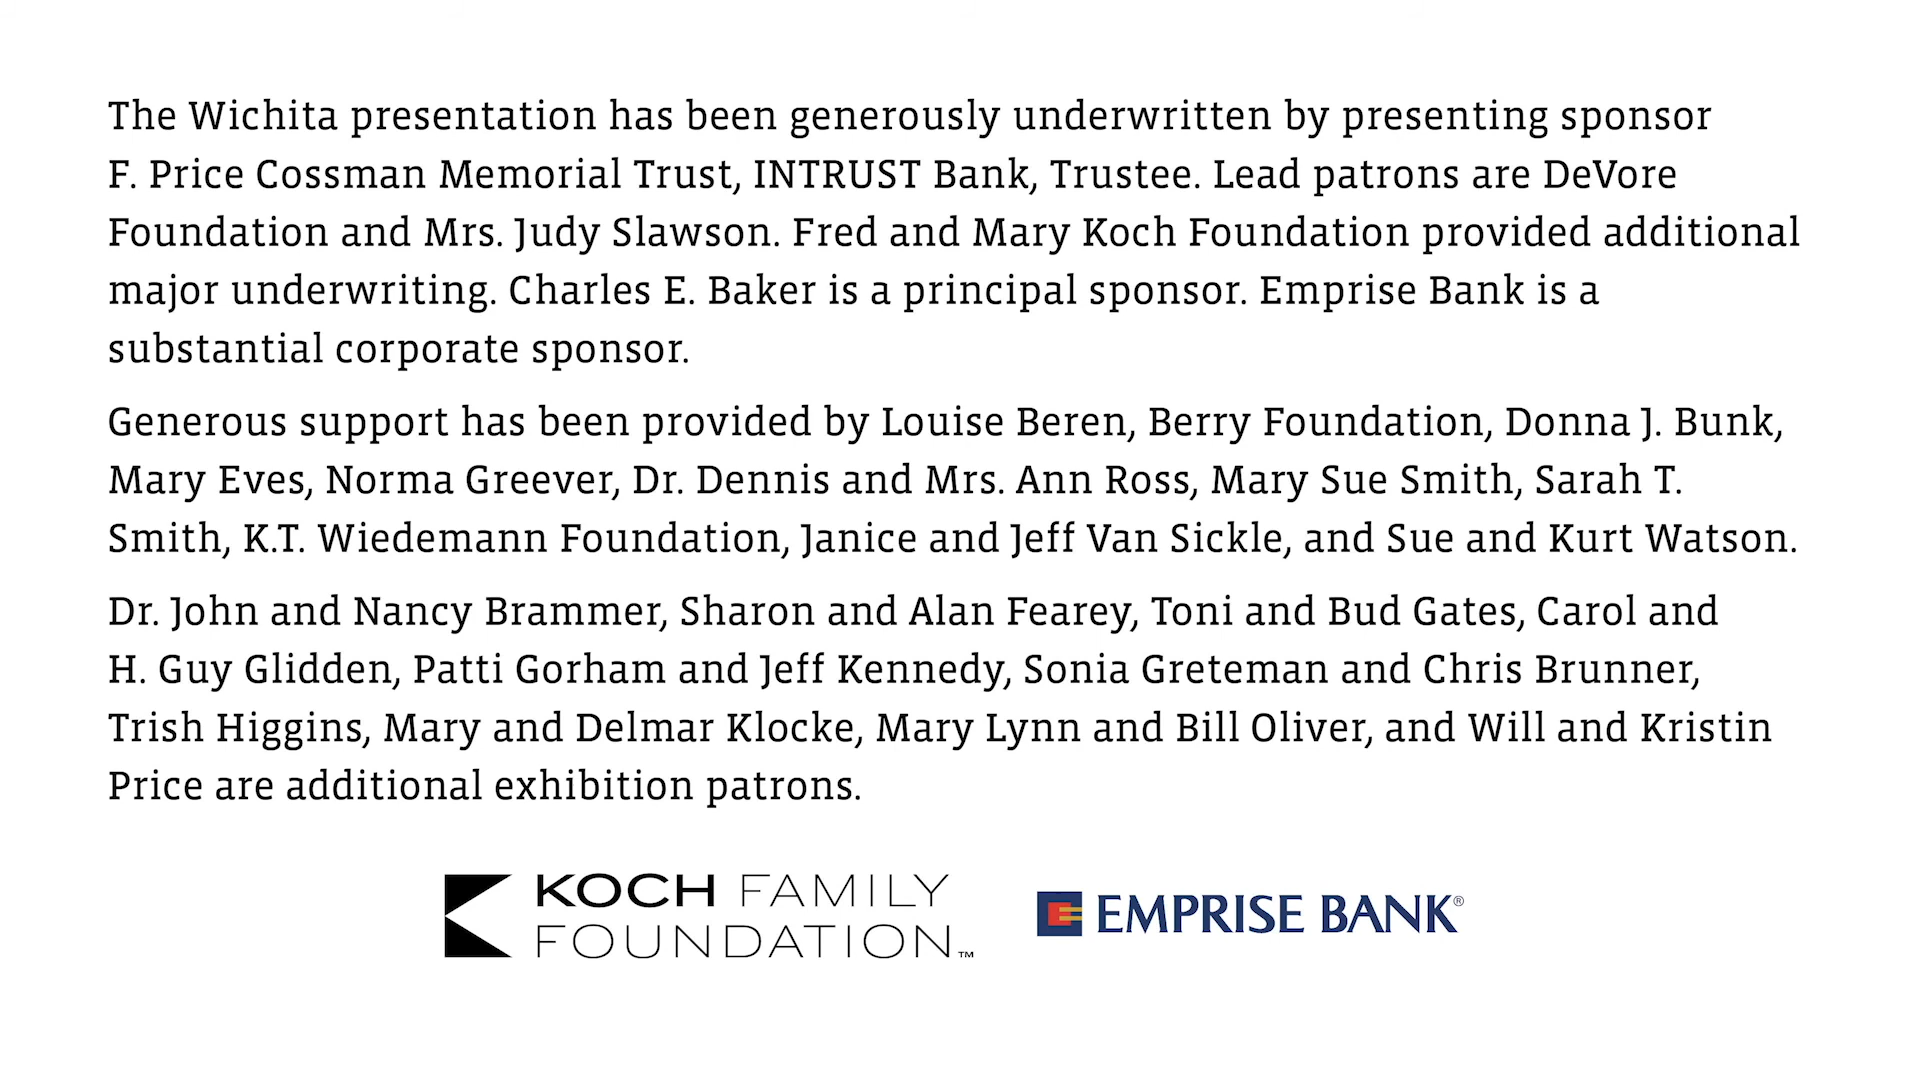 The Wichita presentation has been generously underwritten by presenting sponsor
F. Price Cossman Memorial Trust, INTRUST Bank, Trustee. Lead patrons are DeVore
Foundation and Mrs. Judy Slawson. Fred and Mary Koch Foundation provided additional
major underwriting. Charles E. Baker is a principal sponsor. Emprise Bank is a
substantial corporate sponsor.
Generous support has been provided by Louise Beren, Berry Foundation, Donna J. Bunk,
Mary Eves, Norma Greever, Dr. Dennis and Mrs. Ann Ross, Mary Sue Smith, Sarah T.
Smith, K.T. Wiedemann Foundation, Janice and Jeff Van Sickle, and Sue and Kurt Watson.
Dr. John and Nancy Brammer, Sharon and Alan Fearey, Toni and Bud Gates, Carol and
H. Guy Glidden, Patti Gorham and Jeff Kennedy, Sonia Greteman and Chris Brunner,
Trish Higgins, Mary and Delmar Klocke, Mary Lynn and Bill Oliver, and Will and Kristin
Price are additional exhibition patrons.
KOCH FAMILY
FOUNDATION™
EMPRISE BANK®